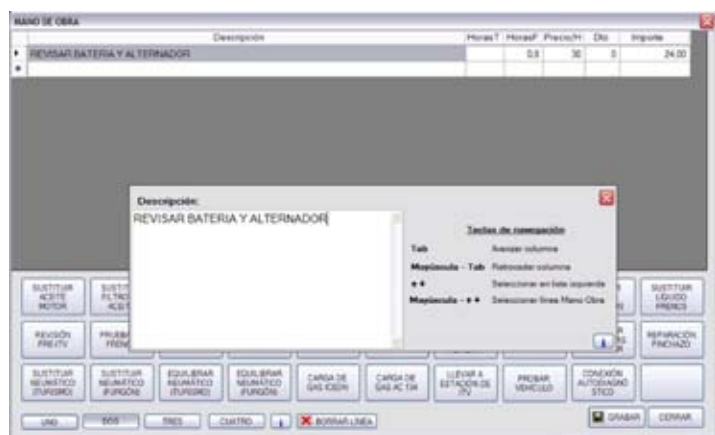 MANO DE OBRA
Descripción HorasT HorasF Precio/H Dto Importe
REVISAR BATERIA Y ALTERNADOR 0,8 30 0 24,00
Descripción:
REVISAR BATERIA Y ALTERNADOR
Teclas de navegación
Tab Avanzar columna
Mayúscula - Tab Retroceder columna
Seleccionar en lista izquierda
Mayúscula - Seleccionar línea Mano Obra
SUSTITUIR ACEITE MOTOR
SUSTITUIR LÍQUIDO FRENOS
REVISIÓN PRE-ITV
REPARACIÓN PINCHAZO
SUSTITUIR NEUMÁTICO (TURISMO)
SUSTITUIR NEUMÁTICO (FURGÓN)
EQUILIBRAR NEUMÁTICO (TURISMO)
EQUILIBRAR NEUMÁTICO (FURGÓN)
CARGA DE GAS
CARGA DE GAS
LLEVAR A ESTACIÓN DE ITV
PROBAR VEHÍCULO
CONEXIÓN AUTODIAGNÓSTICO
UNO DOS TRES CUATRO i BORRAR LÍNEA GRABAR CERRAR